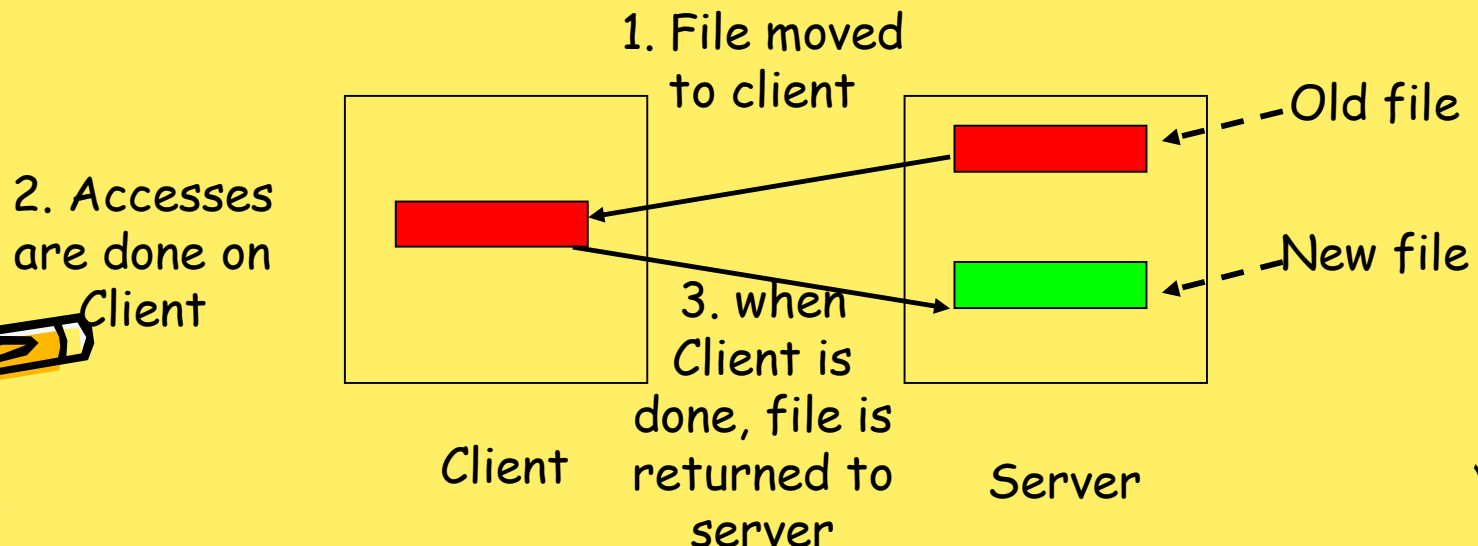 1. File moved
to client
Old file
2. Accesses
are done on
Client
New file
3. when
Client is
done, file is
returned to
server
Client
Server